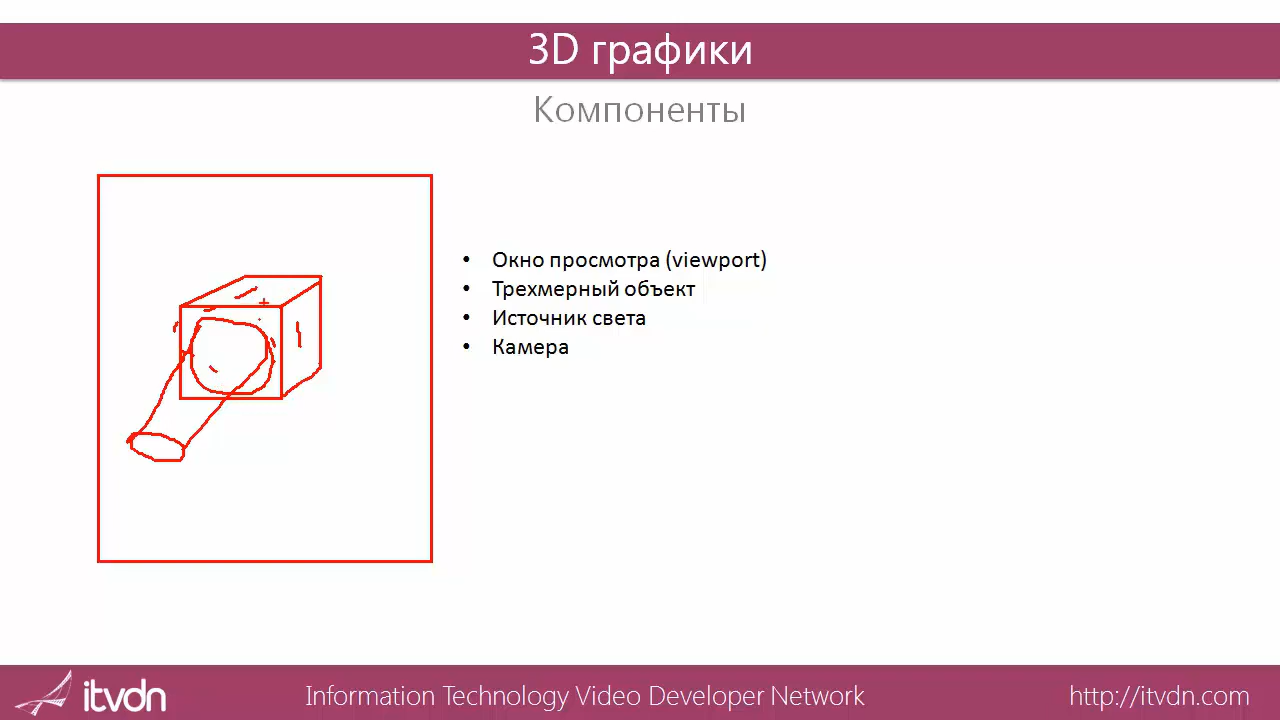 3D графики
Компоненты
• Окно просмотра (viewport)
• Трехмерный объект
• Источник света
• Камера
itvdn
Information Technology Video Developer Network
http://itvdn.com